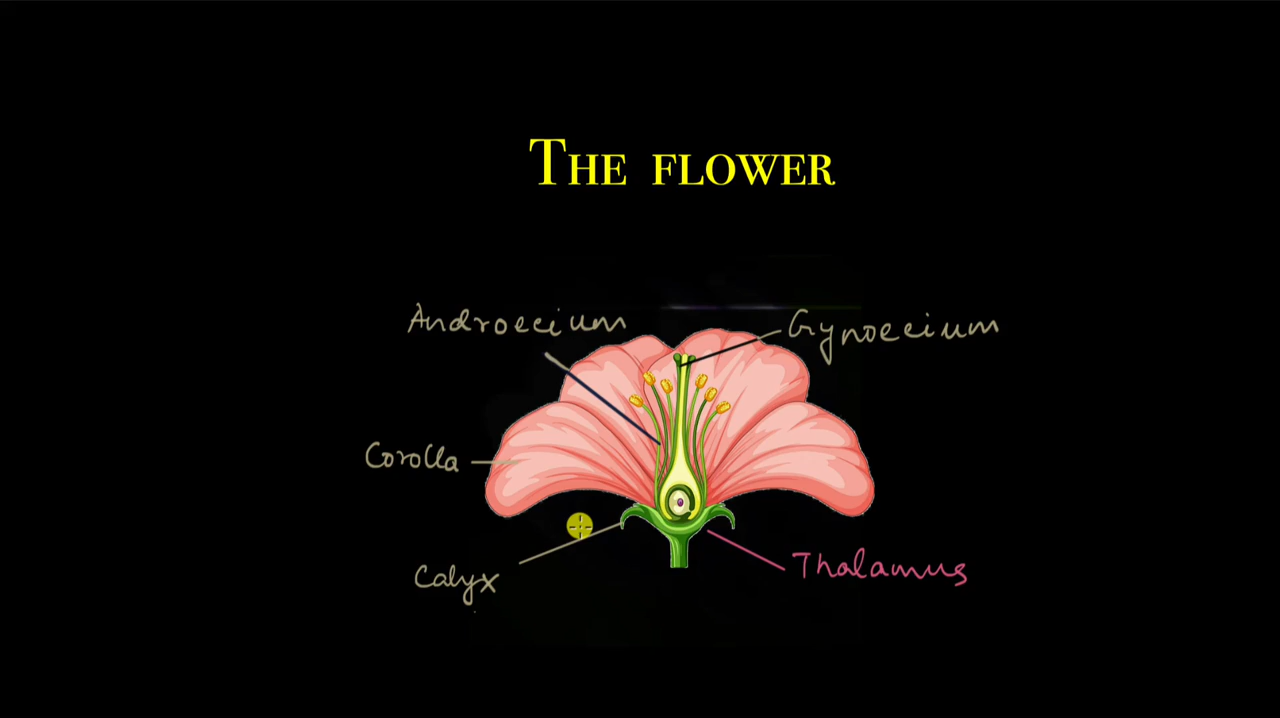 THE FLOWER
Androecium
Gynoecium
Corolla
Calyx
Thalamus